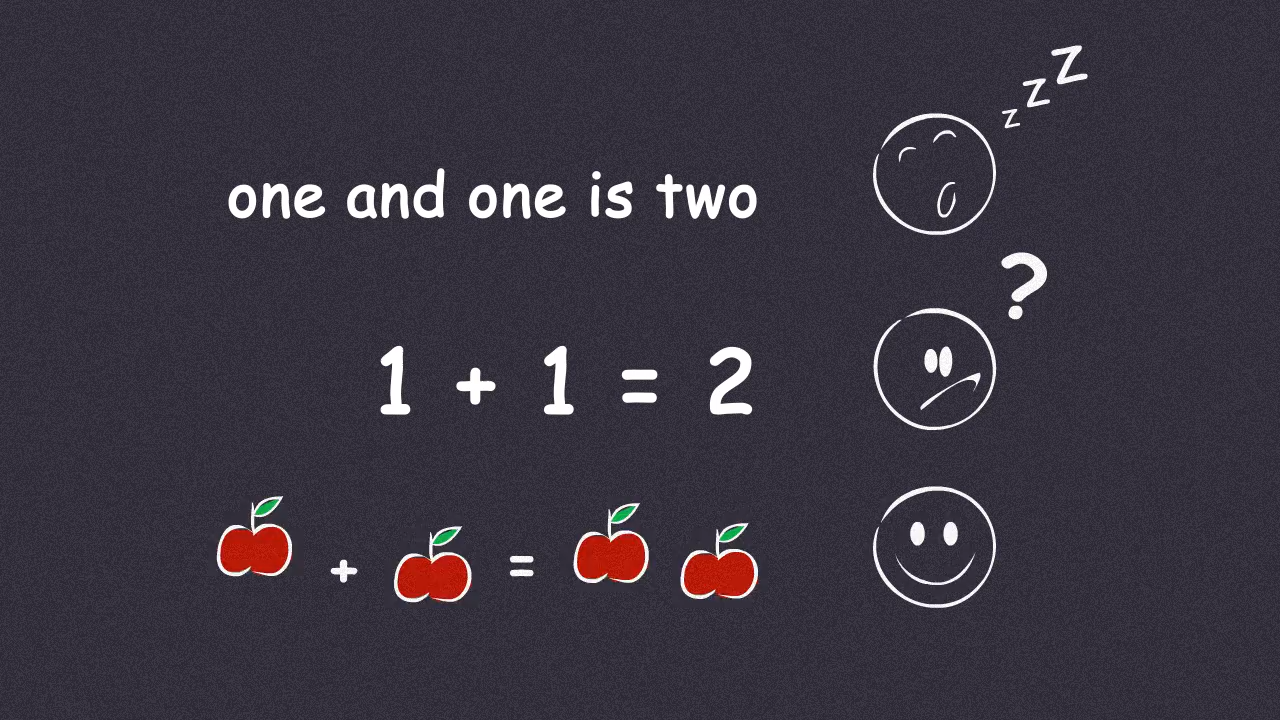 z z Z
one and one is two
?
1 + 1 = 2
+ =